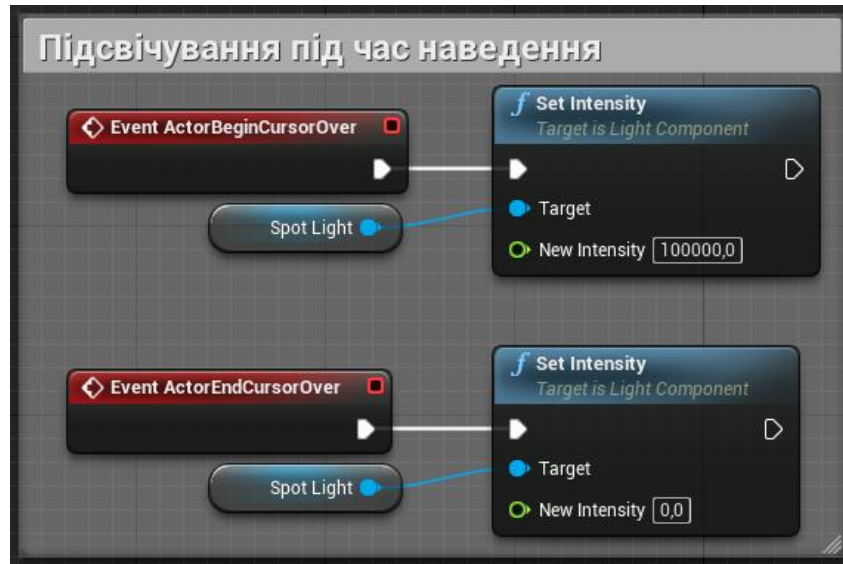 Підсвічування під час наведення
Event ActorBeginCursorOver
f Set Intensity
Target is Light Component
Spot Light
Target
New Intensity 100000,0
Event ActorEndCursorOver
f Set Intensity
Target is Light Component
Spot Light
Target
New Intensity 0,0